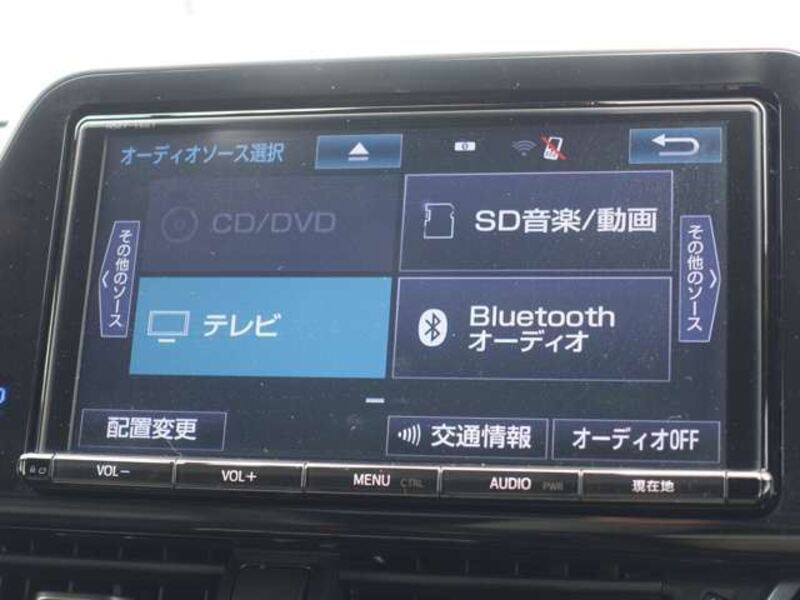 オーディオソース選択
CD/DVD
SD音楽/動画
その他のソース
その他のソース
テレビ
Bluetooth
オーディオ
配置変更
交通情報
オーディオOFF
VOL−
VOL+
MENU CTRL
AUDIO PWR
現在地